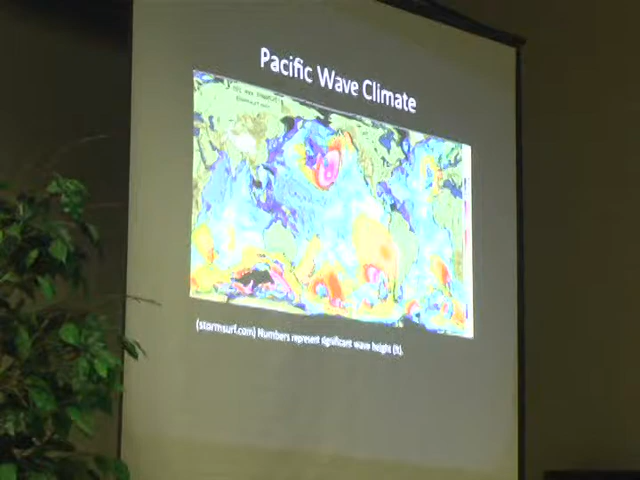 Pacific Wave Climate
(stormsurf.com) Numbers represent significant wave height (ft).